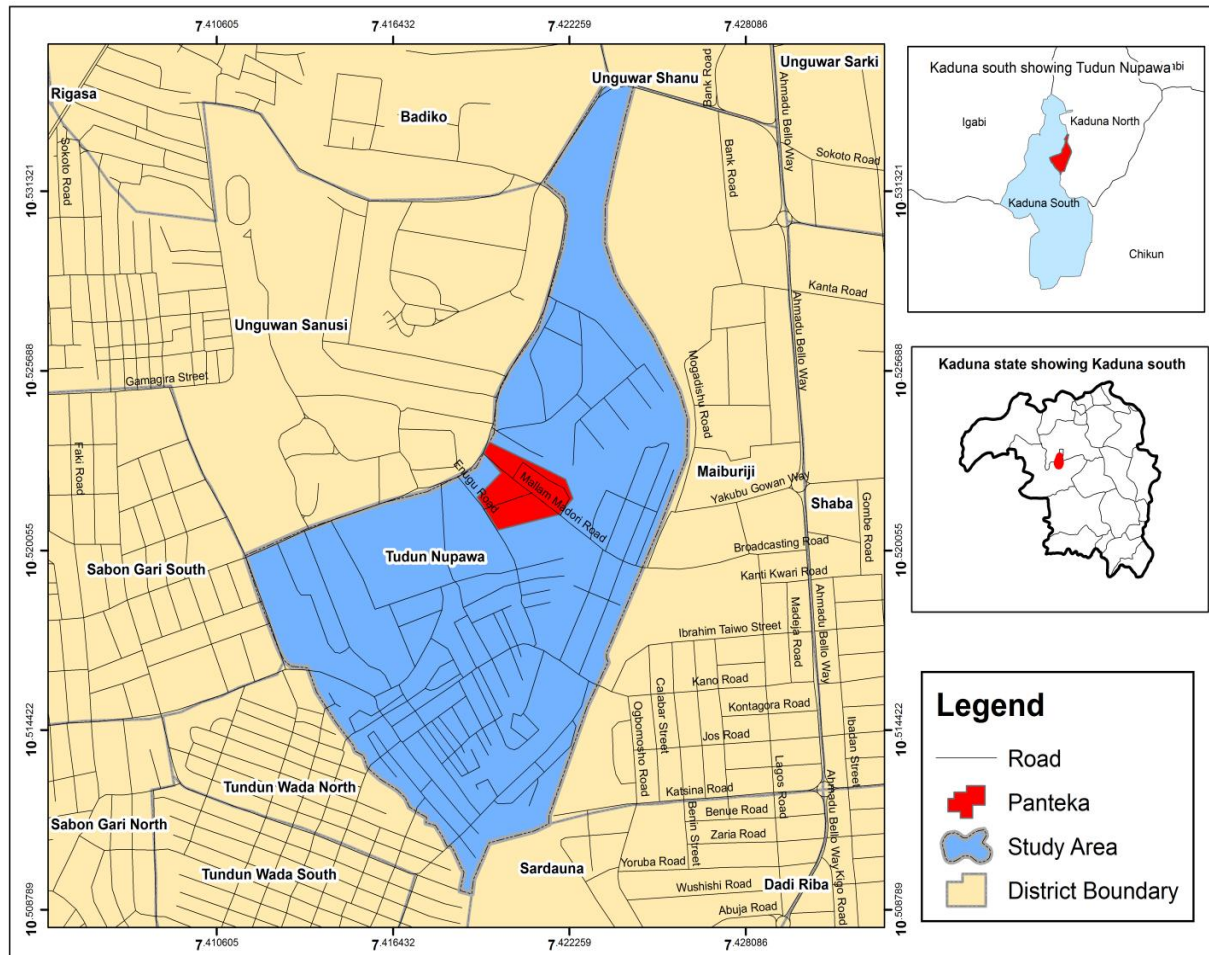 7.410605
7.416432
7.422259
7.428086
Unguwar Shanu
Unguwar Sarki
Rigasa
Badiko
Bank Road
Ahmadu Bello Way
Sokoto Road
Sokoto Road
Bank Road
10.531321
10.531321
Kanta Road
Unguwan Sanusi
Ahmadu Bello Way
Mogadishu Road
Gamagira Street
10.525688
10.525688
Faki Road
Enugu Road
Mallam Madori Road
Maiburiji
Yakubu Gowan Way
Shaba
Gombe Road
10.520055
10.520055
Tudun Nupawa
Broadcasting Road
Sabon Gari South
Kanti Kwari Road
Madeja Road
Ahmadu Bello Way
Ibrahim Taiwo Street
Kano Road
Calabar Street
Ogbomosho Road
Kontagora Road
Ibadan Street
Jos Road
10.514422
10.514422
Lagos Road
Tundun Wada North
Katsina Road
Ahmadu Bello Way
Benue Road
Benin Street
Sabon Gari North
Zaria Road
Yoruba Road
Sardauna
Tundun Wada South
Wushishi Road
Dadi Riba
Kigo Road
Abuja Road
10.508789
10.508789
7.410605
7.416432
7.422259
7.428086
Kaduna south showing Tudun Nupawa
Igabi
Kaduna North
Kaduna South
Chikun
Kaduna state showing Kaduna south
Legend
Road
Panteka
Study Area
District Boundary